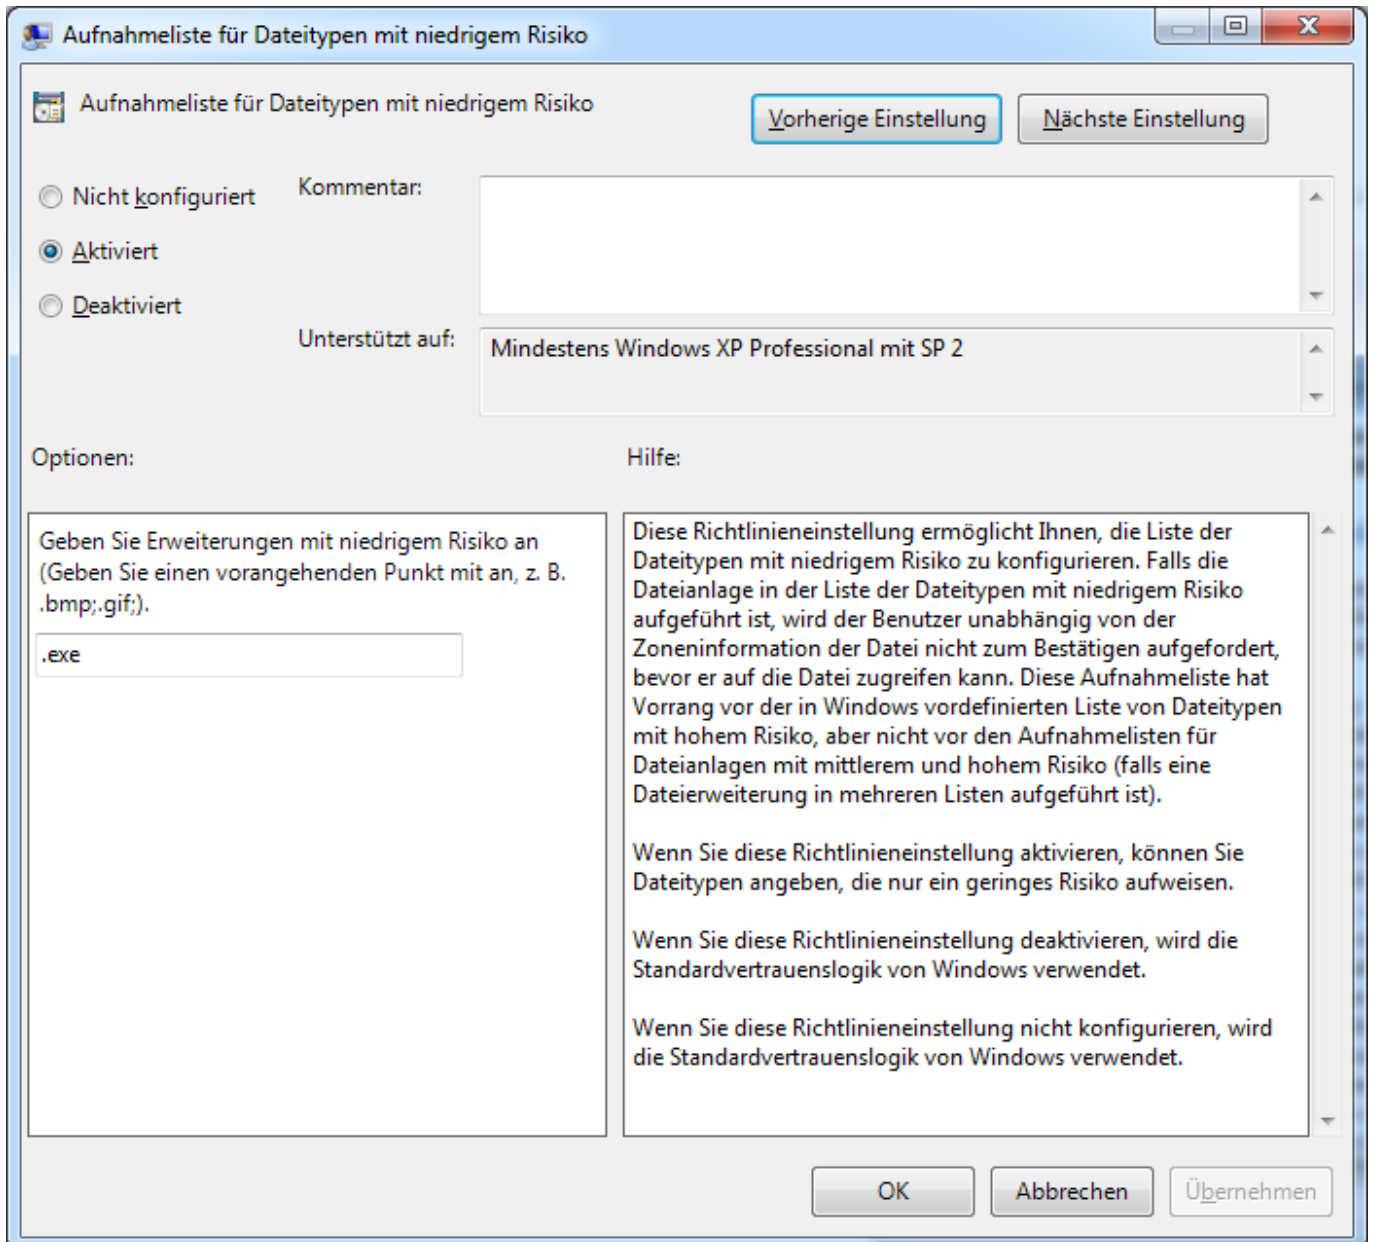 Aufnahmeliste für Dateitypen mit niedrigem Risiko
Aufnahmeliste für Dateitypen mit niedrigem Risiko
Vorherige Einstellung
Nächste Einstellung
Nicht konfiguriert
Aktiviert
Deaktiviert
Kommentar:
Unterstützt auf:
Mindestens Windows XP Professional mit SP 2
Optionen:
Hilfe:
Geben Sie Erweiterungen mit niedrigem Risiko an
(Geben Sie einen vorangehenden Punkt mit an, z. B.
.bmp;.gif;).
.exe
Diese Richtlinieneinstellung ermöglicht Ihnen, die Liste der
Dateitypen mit niedrigem Risiko zu konfigurieren. Falls die
Dateianlage in der Liste der Dateitypen mit niedrigem Risiko
aufgeführt ist, wird der Benutzer unabhängig von der
Zoneninformation der Datei nicht zum Bestätigen aufgefordert,
bevor er auf die Datei zugreifen kann. Diese Aufnahmeliste hat
Vorrang vor der in Windows vordefinierten Liste von Dateitypen
mit hohem Risiko, aber nicht vor den Aufnahmelisten für
Dateianlagen mit mittlerem und hohem Risiko (falls eine
Dateierweiterung in mehreren Listen aufgeführt ist).
Wenn Sie diese Richtlinieneinstellung aktivieren, können Sie
Dateitypen angeben, die nur ein geringes Risiko aufweisen.
Wenn Sie diese Richtlinieneinstellung deaktivieren, wird die
Standardvertrauenslogik von Windows verwendet.
Wenn Sie diese Richtlinieneinstellung nicht konfigurieren, wird
die Standardvertrauenslogik von Windows verwendet.
OK
Abbrechen
Übernehmen